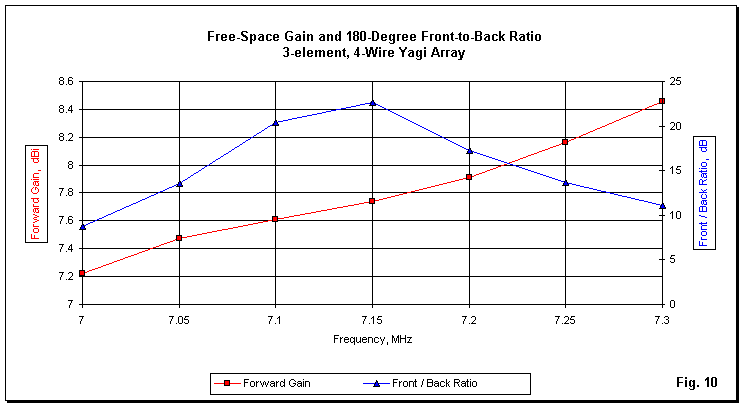 Free-Space Gain and 180-Degree Front-to-Back Ratio
3-element, 4-Wire Yagi Array
8.6
8.4
8.2
8
7.8
7.6
7.4
7.2
7
Forward Gain, dBi
25
20
15
10
5
0
Front / Back Ratio, dB
7 7.05 7.1 7.15 7.2 7.25 7.3
Frequency, MHz
Forward Gain Front / Back Ratio
Fig. 10